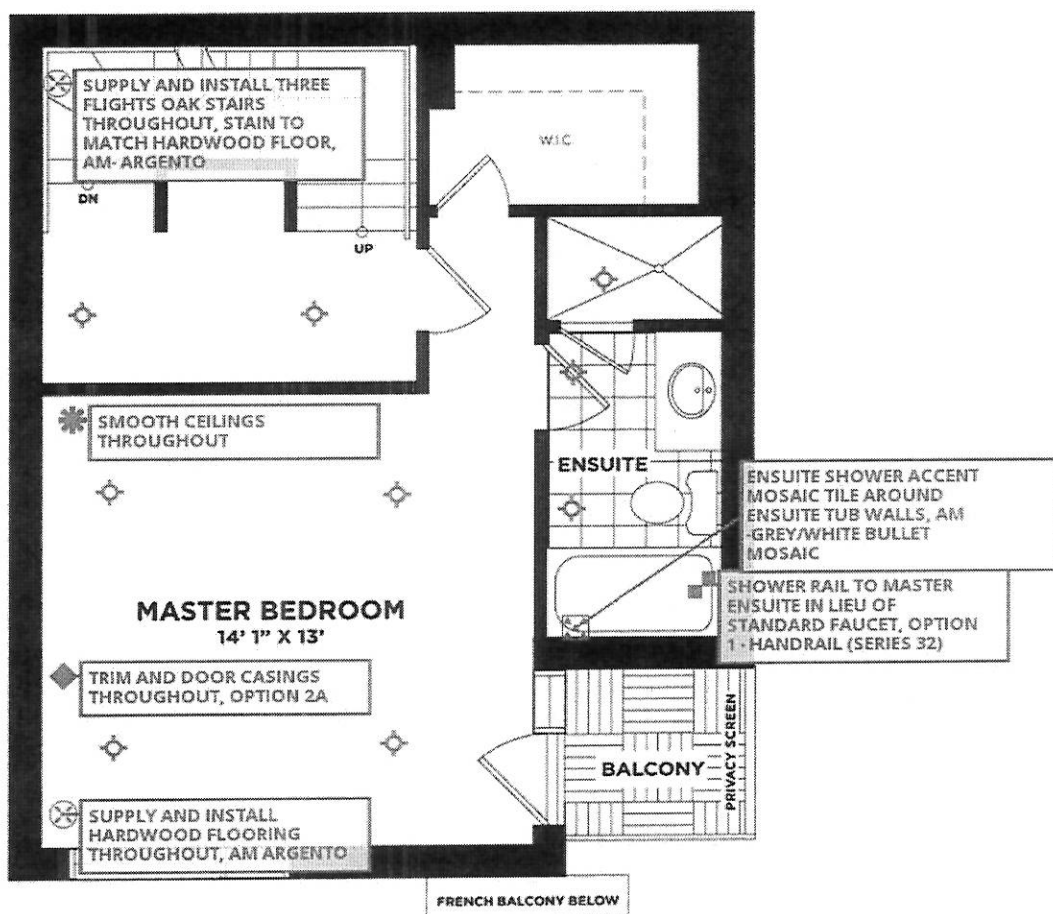 SUPPLY AND INSTALL THREE
FLIGHTS OAK STAIRS
THROUGHOUT, STAIN TO
MATCH HARDWOOD FLOOR,
AM- ARGENTO
DN
UP
W.I.C
SMOOTH CEILINGS
THROUGHOUT
ENSUITE
ENSUITE SHOWER ACCENT
MOSAIC TILE AROUND
ENSUITE TUB WALLS, AM
-GREY/WHITE BULLET
MOSAIC
SHOWER RAIL TO MASTER
ENSUITE IN LIEU OF
STANDARD FAUCET, OPTION
1 - HANDRAIL (SERIES 32)
MASTER BEDROOM
14' 1" X 13'
TRIM AND DOOR CASINGS
THROUGHOUT, OPTION 2A
BALCONY
PRIVACY SCREEN
SUPPLY AND INSTALL
HARDWOOD FLOORING
THROUGHOUT, AM ARGENTO
FRENCH BALCONY BELOW